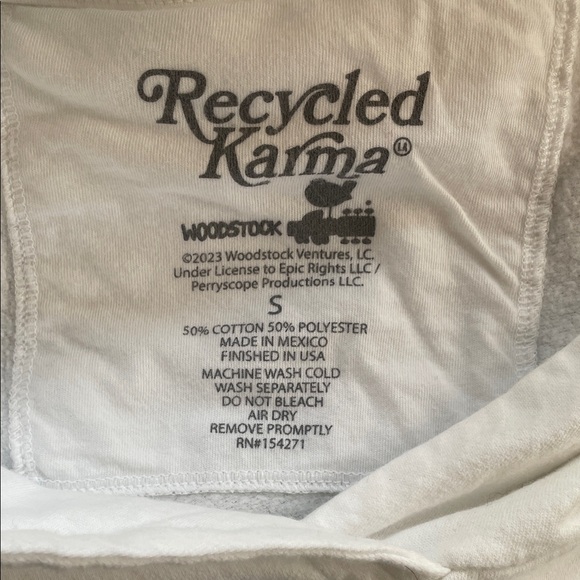 Recycled
Karma® LA
WOODSTOCK
©2023 Woodstock Ventures, LC.
Under License to Epic Rights LLC /
Perryscope Productions LLC.
S
50% COTTON 50% POLYESTER
MADE IN MEXICO
FINISHED IN USA
MACHINE WASH COLD
WASH SEPARATELY
DO NOT BLEACH
AIR DRY
REMOVE PROMPTLY
RN#154271